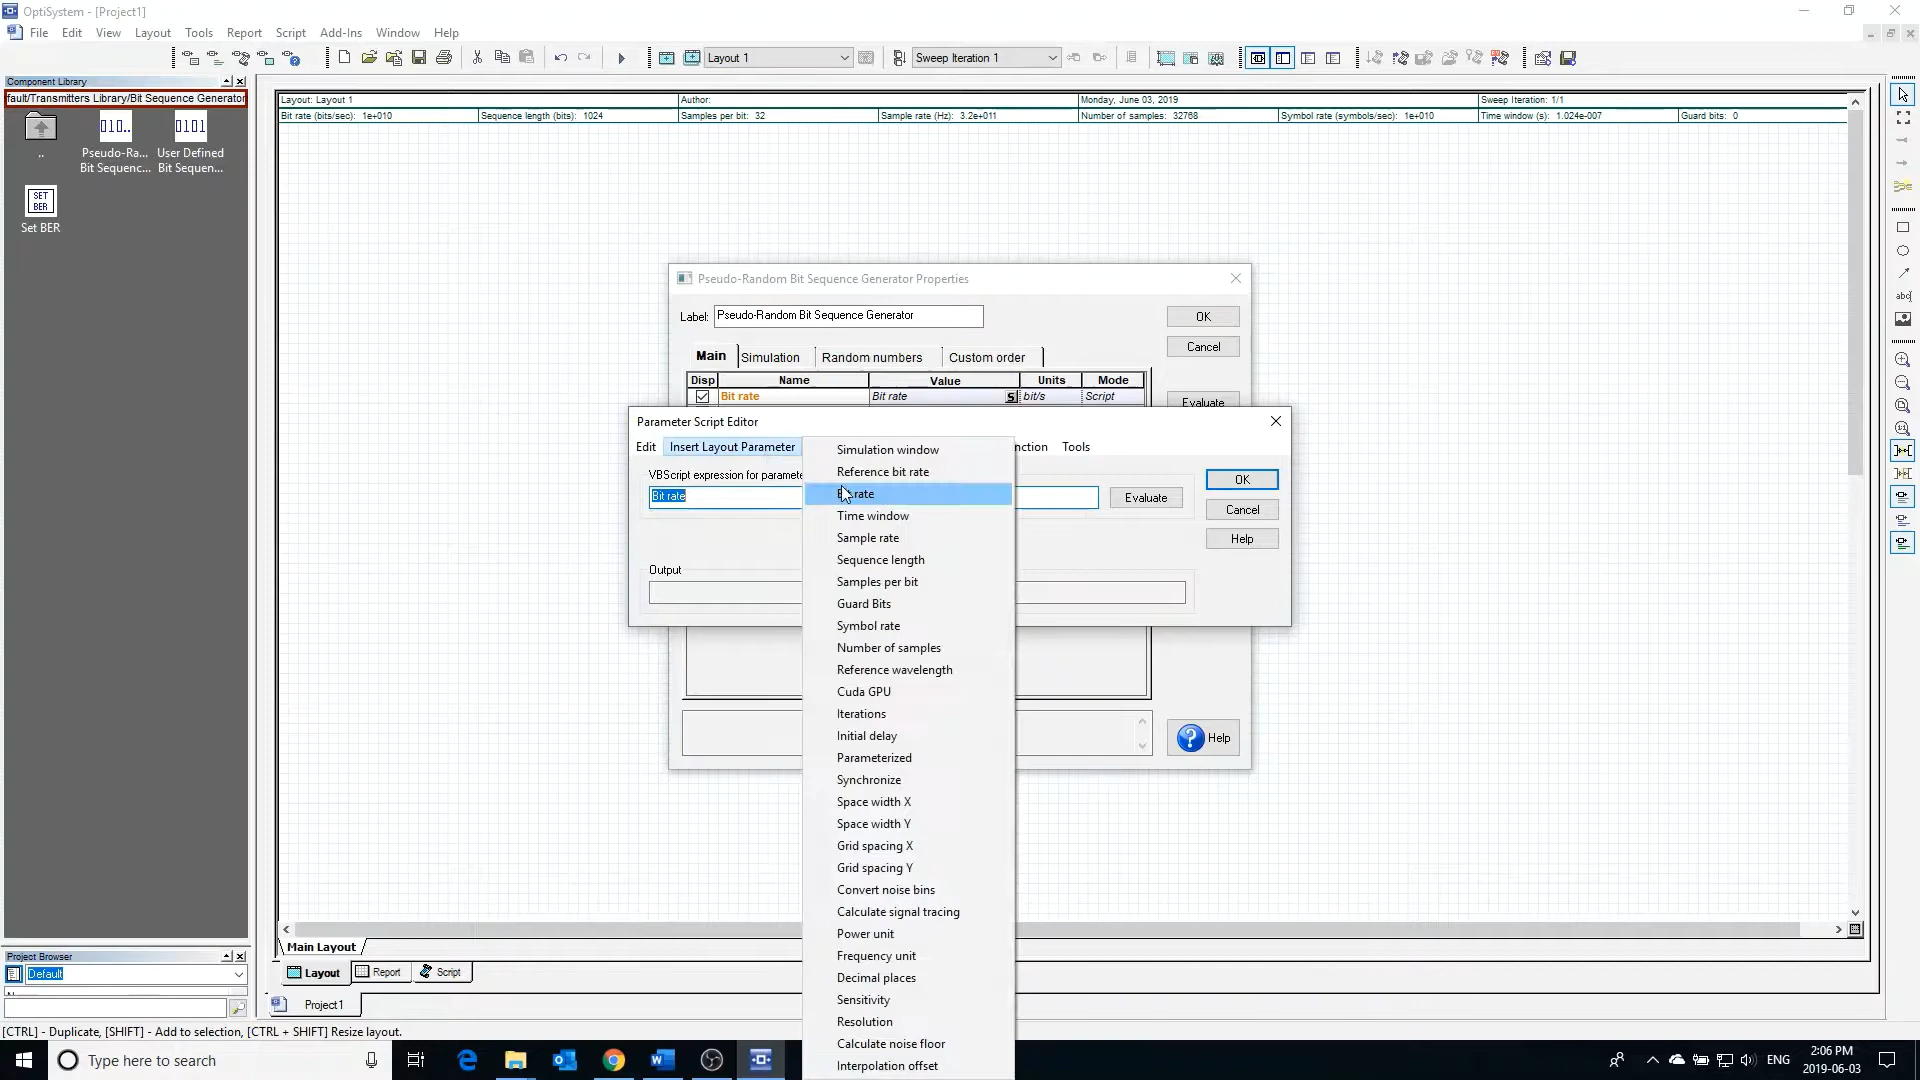 OptiSystem - [Project1]
File Edit View Layout Tools Report Script Add-Ins Window Help
Layout 1
Sweep Iteration 1
Component Library
fault/Transmitters Library/Bit Sequence Generator
..
010..
0101
Pseudo-Ra... User Defined
Bit Sequenc... Bit Sequen...
SET
BER
Set BER
Layout: Layout 1 Author: Monday, June 03, 2019 Sweep Iteration: 1/1
Bit rate (bits/sec): 1e+010 Sequence length (bits): 1024 Samples per bit: 32 Sample rate (Hz): 3.2e+011 Number of samples: 32768 Symbol rate (symbols/sec): 1e+010 Time window (s): 1.024e-007 Guard bits: 0
Pseudo-Random Bit Sequence Generator Properties
Label: Pseudo-Random Bit Sequence Generator
OK
Cancel
Main Simulation Random numbers Custom order
Disp Name Value Units Mode
Bit rate Bit rate S bit/s Script
Evaluate
Parameter Script Editor
Edit Insert Layout Parameter nction Tools
VBScript expression for paramete
Bit rate
Evaluate
OK
Cancel
Help
Output
Simulation window
Reference bit rate
Bit rate
Time window
Sample rate
Sequence length
Samples per bit
Guard Bits
Symbol rate
Number of samples
Reference wavelength
Cuda GPU
Iterations
Initial delay
Parameterized
Synchronize
Space width X
Space width Y
Grid spacing X
Grid spacing Y
Convert noise bins
Calculate signal tracing
Power unit
Frequency unit
Decimal places
Sensitivity
Resolution
Calculate noise floor
Interpolation offset
Help
Main Layout
Layout Report Script
Project1
Project Browser
Default
[CTRL] - Duplicate, [SHIFT] - Add to selection, [CTRL + SHIFT] Resize layout.
Type here to search
ENG
2:06 PM
2019-06-03
abc